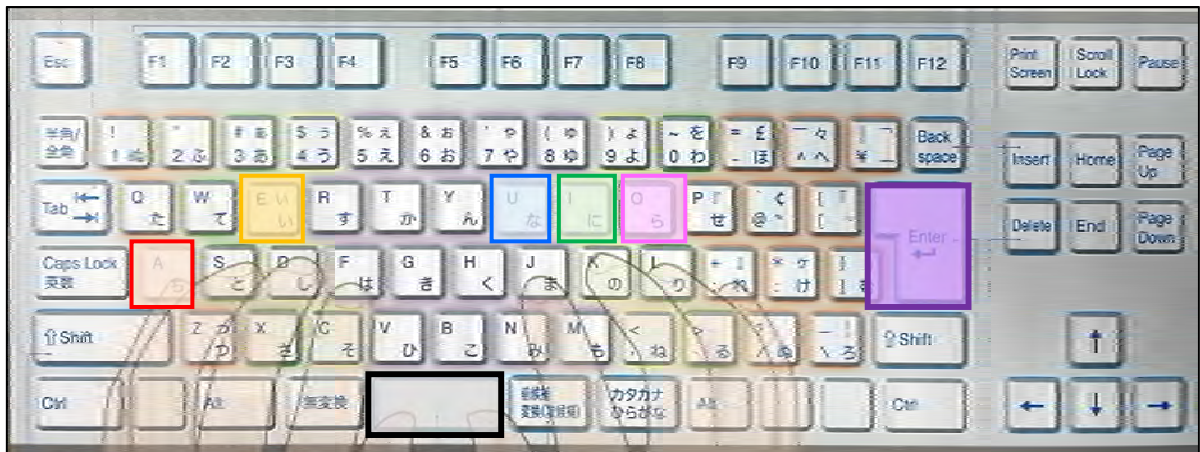 Esc F1 F2 F3 F4 F5 F6 F7 F8 F9 F10 F11 F12 Print Screen Scroll Lock Pause
半角/全角 ! 1 ぬ " 2 ふ # ぁ 3 あ $ ぅ 4 う % ぇ 5 え & ぉ 6 お ' ゃ 7 や ( ゅ 8 ゆ ) ょ 9 よ ~ を 0 わ = £ - ほ ^ へ ¥ Back space Insert Home Page Up
Tab Q た W て E い R す T か Y ん U な I に O ら P せ ` ¢ @ [ Enter Delete End Page Down
Caps Lock 英数 A ち S と D し F は G き H く J ま K の L り + ; れ * : け ] む
⇧Shift Z っ つ X さ C そ V ひ B こ N み M も < ね > . る ? め _ \ ろ ⇧Shift ↑
Ctrl Alt 無変換 前候補 変換(次候補) カタカナ ひらがな Alt Ctrl ← ↓ →